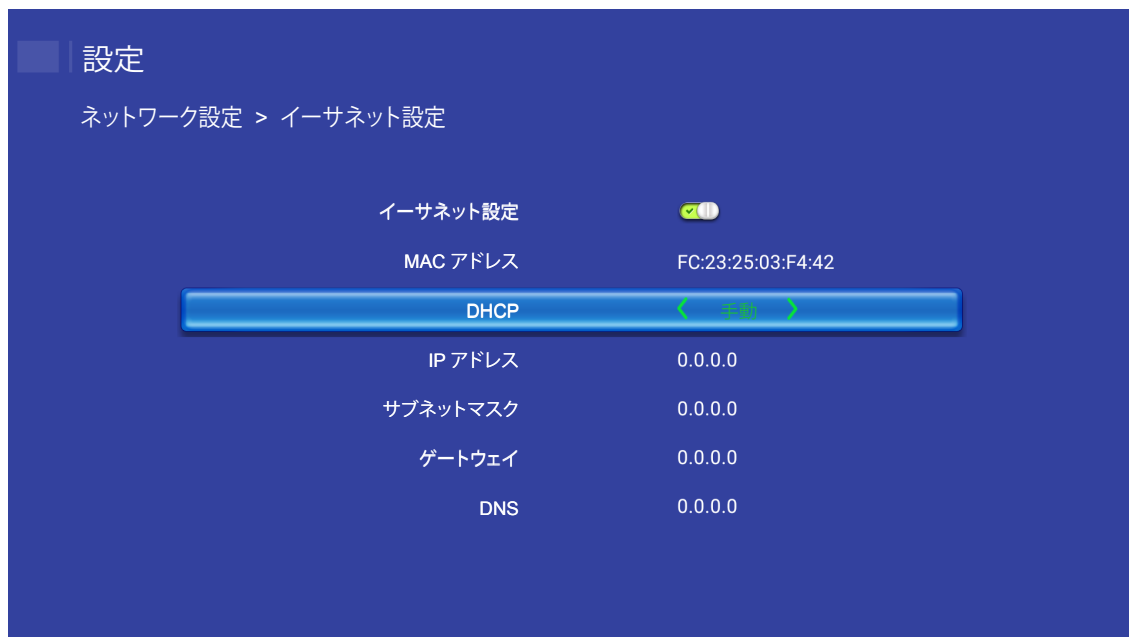 設定
ネットワーク設定 > イーサネット設定
イーサネット設定
MAC アドレス FC:23:25:03:F4:42
DHCP 手動
IP アドレス 0.0.0.0
サブネットマスク 0.0.0.0
ゲートウェイ 0.0.0.0
DNS 0.0.0.0